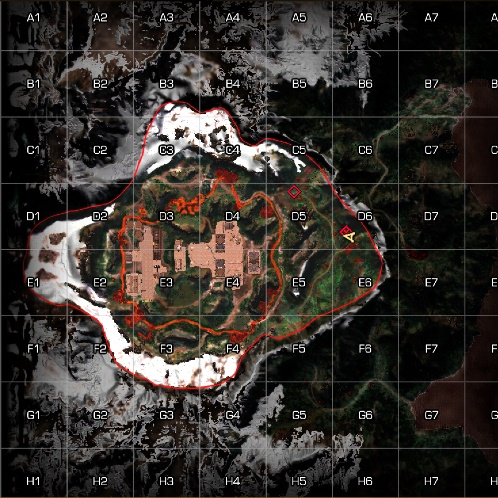 A1 A2 A3 A4 A5 A6 A7
B1 B2 B3 B4 B5 B6 B7
C1 C2 C3 C4 C5 C6 C7 C
D1 D2 D3 D4 D5 D6 D7 D
E1 E2 E3 E4 E5 E6 E7 E
F1 F2 F3 F4 F5 F6 F7 F
G1 G2 G3 G4 G5 G6 G7 G
H1 H2 H3 H4 H5 H6 H7 H